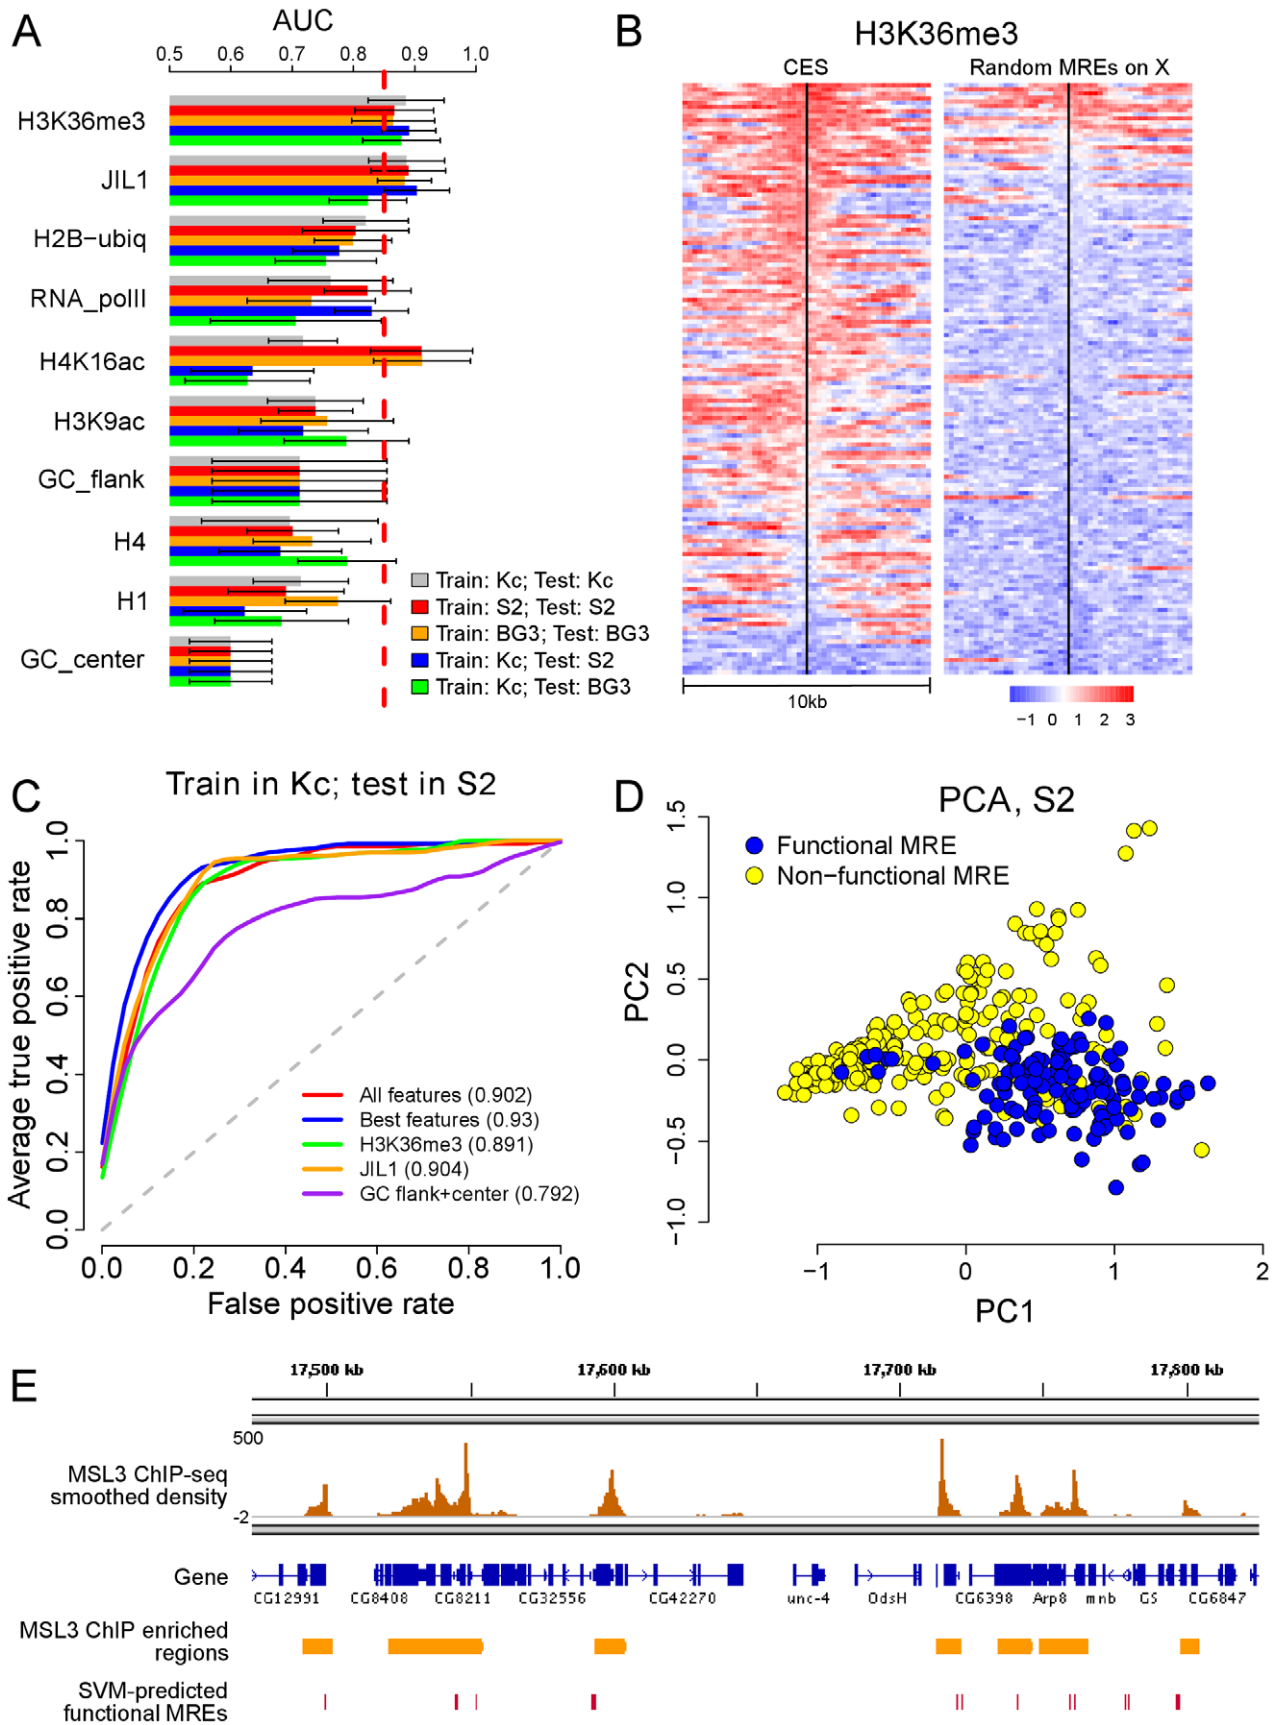 A
AUC
0.5 0.6 0.7 0.8 0.9 1.0
H3K36me3
JIL1
H2B−ubiq
RNA_polII
H4K16ac
H3K9ac
GC_flank
H4
H1
GC_center
Train: Kc; Test: Kc
Train: S2; Test: S2
Train: BG3; Test: BG3
Train: Kc; Test: S2
Train: Kc; Test: BG3
B
H3K36me3
CES
Random MREs on X
10kb
−1 0 1 2 3
C
Train in Kc; test in S2
Average true positive rate
1.0
0.8
0.6
0.4
0.2
0.0
All features (0.902)
Best features (0.93)
H3K36me3 (0.891)
JIL1 (0.904)
GC flank+center (0.792)
0.0 0.2 0.4 0.6 0.8 1.0
False positive rate
D
PCA, S2
Functional MRE
Non−functional MRE
PC2
1.5
1.0
0.5
0.0
−0.5
−1.0
−1 0 1 2
PC1
E
17,500 kb 17,600 kb 17,700 kb 17,800 kb
500
MSL3 ChIP-seq
smoothed density
-2
Gene
CG12991 CG8408 CG8211 CG32556 CG42270 unc-4 OdsH CG6398 Arp8 mnb G5 CG6847
MSL3 ChIP enriched
regions
SVM-predicted
functional MREs